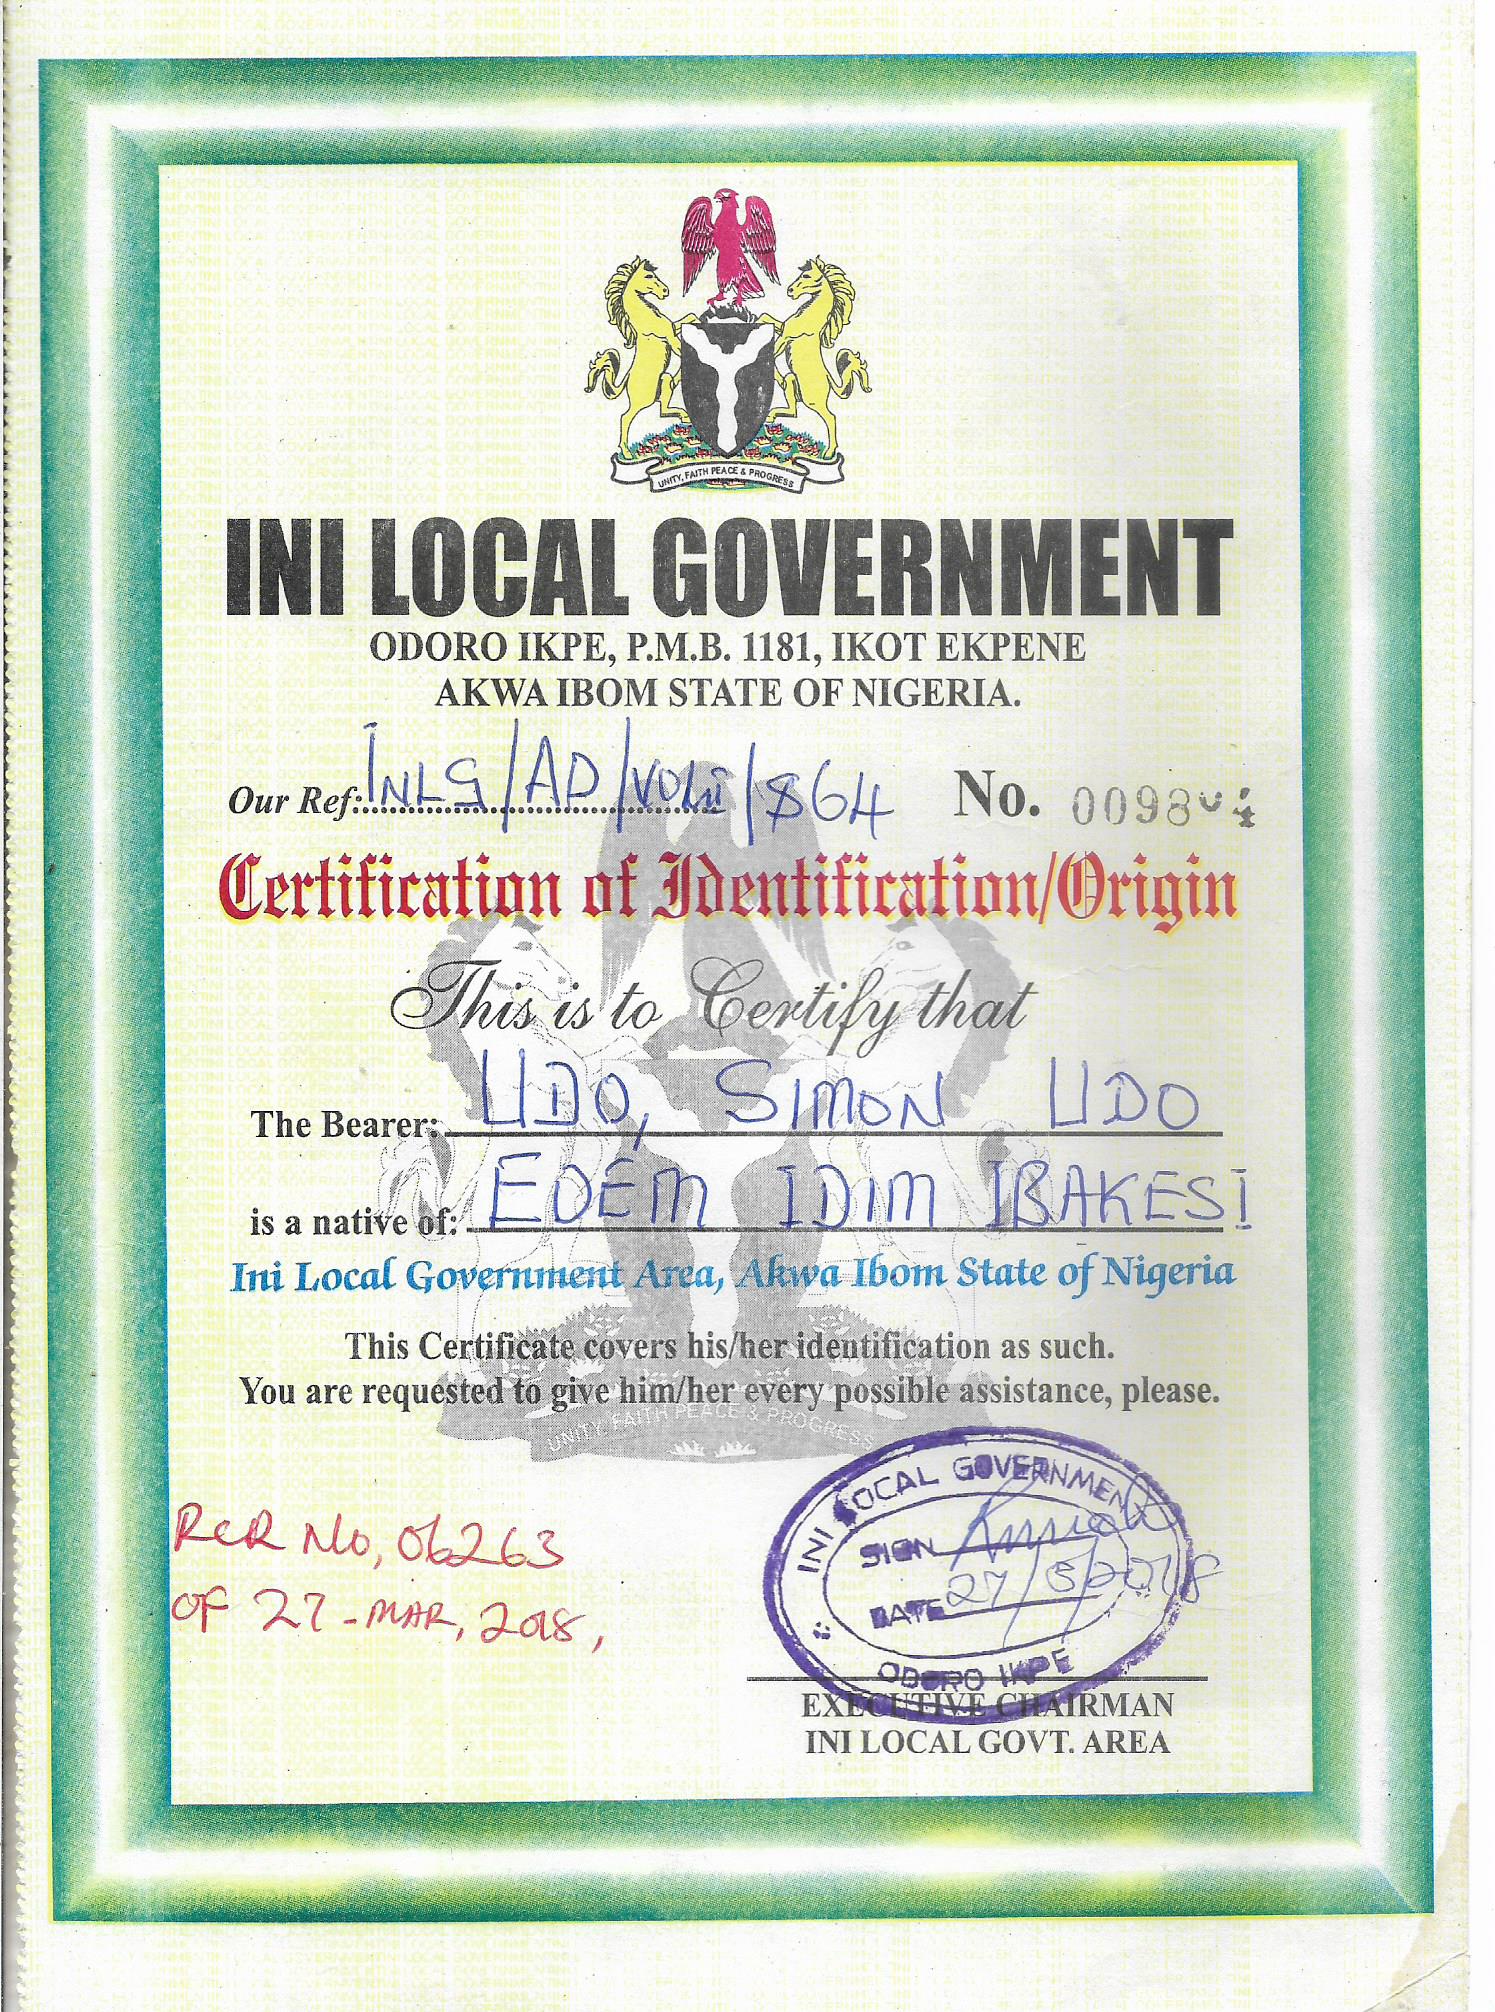 UNITY, FAITH PEACE & PROGRESS
INI LOCAL GOVERNMENT
ODORO IKPE, P.M.B. 1181, IKOT EKPENE
AKWA IBOM STATE OF NIGERIA.
Our Ref: INLG/AD/VOLii/864 No.
Certification of Identification/Origin
This is to Certify that
The Bearer: UDO, SIMON UDO
is a native of: EDEM IDIM IBAKESI
Ini Local Government Area, Akwa Ibom State of Nigeria
This Certificate covers his/her identification as such.
You are requested to give him/her every possible assistance, please.
UNITY, FAITH PEACE & PROGRESS
INI LOCAL GOVERNMENT
SIGN
DATE 27/3/2018
ODORO IKPE
RCR No, 06263
OF 27-MAR, 2018,
EXECUTIVE CHAIRMAN
INI LOCAL GOVT. AREA